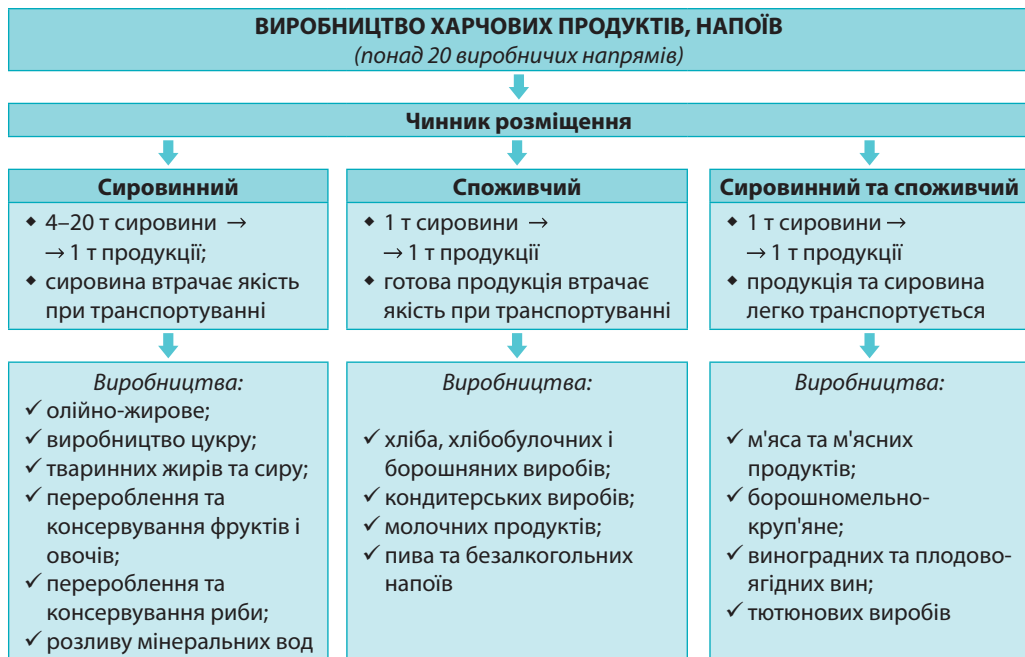 ВИРОБНИЦТВО ХАРЧОВИХ ПРОДУКТІВ, НАПОЇВ
(понад 20 виробничих напрямів)
Чинник розміщення
Сировинний
◆ 4–20 т сировини →
→ 1 т продукції;
◆ сировина втрачає якість
при транспортуванні
Споживчий
◆ 1 т сировини →
→ 1 т продукції
◆ готова продукція втрачає
якість при транспортуванні
Сировинний та споживчий
◆ 1 т сировини →
→ 1 т продукції
◆ продукція та сировина
легко транспортується
Виробництва:
✓ олійно-жирове;
✓ виробництво цукру;
✓ тваринних жирів та сиру;
✓ перероблення та
консервування фруктів і
овочів;
✓ перероблення та
консервування риби;
✓ розливу мінеральних вод
Виробництва:
✓ хліба, хлібобулочних і
борошняних виробів;
✓ кондитерських виробів;
✓ молочних продуктів;
✓ пива та безалкогольних
напоїв
Виробництва:
✓ м'яса та м'ясних
продуктів;
✓ борошномельно-
круп'яне;
✓ виноградних та плодово-
ягідних вин;
✓ тютюнових виробів